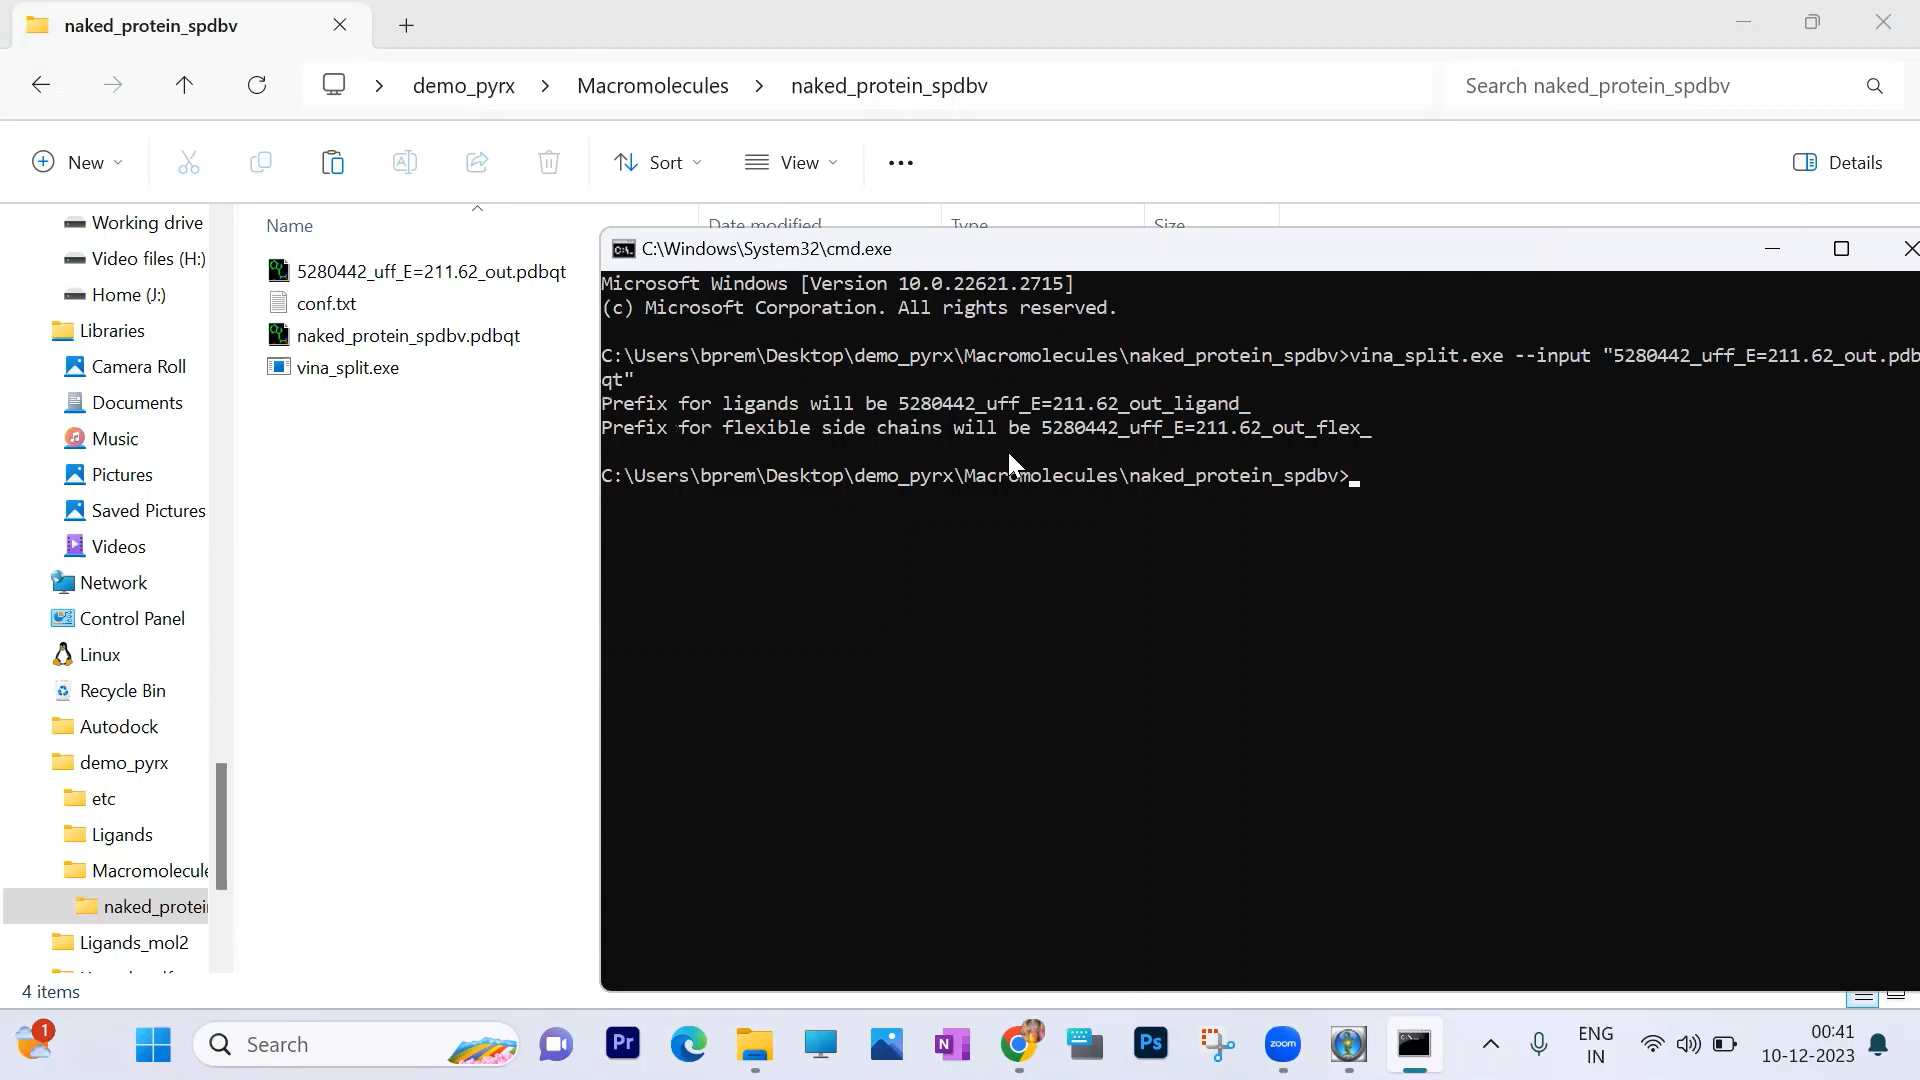 naked_protein_spdbv
demo_pyrx
Macromolecules
naked_protein_spdbv
Search naked_protein_spdbv
New
Sort
View
Details
Working drive
Video files (H:)
Home (J:)
Libraries
Camera Roll
Documents
Music
Pictures
Saved Pictures
Videos
Network
Control Panel
Linux
Recycle Bin
Autodock
demo_pyrx
etc
Ligands
Macromolecule
naked_protei
Ligands_mol2
4 items
Name
Date modified
Type
Size
5280442_uff_E=211.62_out.pdbqt
conf.txt
naked_protein_spdbv.pdbqt
vina_split.exe
C:\Windows\System32\cmd.exe
Microsoft Windows [Version 10.0.22621.2715]
(c) Microsoft Corporation. All rights reserved.
C:\Users\bprem\Desktop\demo_pyrx\Macromolecules\naked_protein_spdbv>vina_split.exe --input "5280442_uff_E=211.62_out.pdb
qt"
Prefix for ligands will be 5280442_uff_E=211.62_out_ligand_
Prefix for flexible side chains will be 5280442_uff_E=211.62_out_flex_
C:\Users\bprem\Desktop\demo_pyrx\Macromolecules\naked_protein_spdbv>
1
Search
Pr
N
Ps
zoom
ENG
IN
00:41
10-12-2023